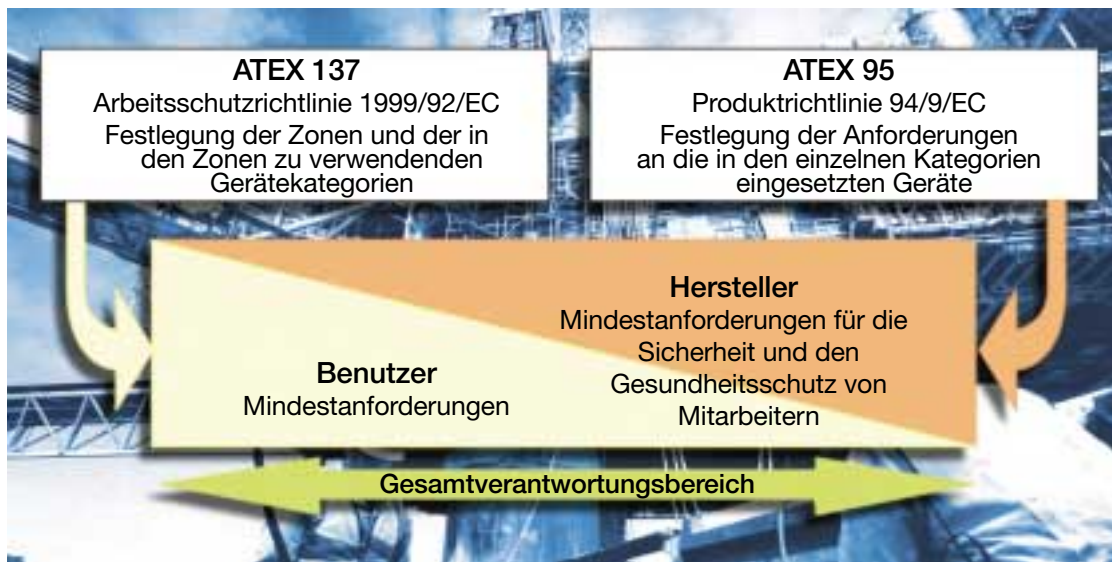 ATEX 137
Arbeitsschutzrichtlinie 1999/92/EC
Festlegung der Zonen und der in
den Zonen zu verwendenden
Gerätekategorien
ATEX 95
Produktrichtlinie 94/9/EC
Festlegung der Anforderungen
an die in den einzelnen Kategorien
eingesetzten Geräte
Benutzer
Mindestanforderungen
Hersteller
Mindestanforderungen für die
Sicherheit und den
Gesundheitsschutz von
Mitarbeitern
Gesamtverantwortungsbereich